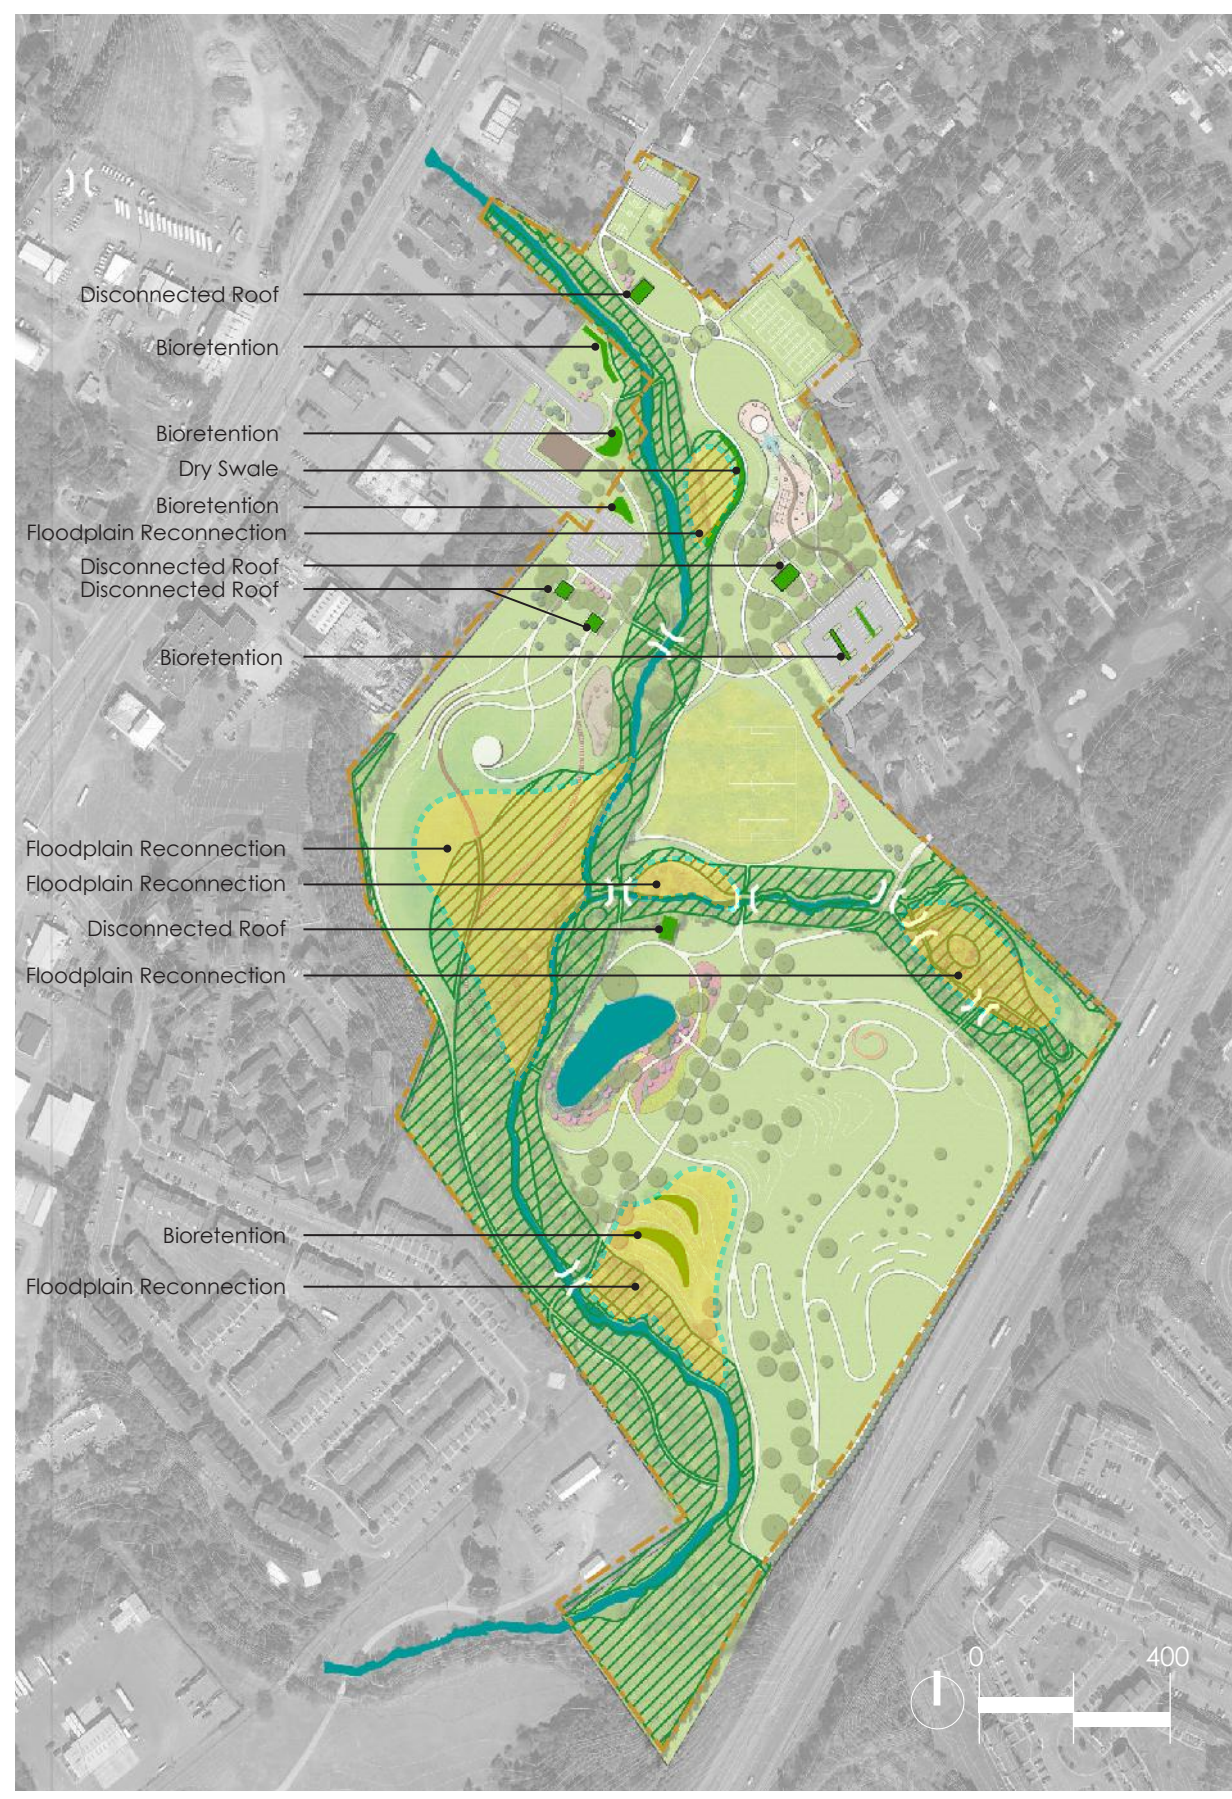 Disconnected Roof
Bioretention
Bioretention
Dry Swale
Bioretention
Floodplain Reconnection
Disconnected Roof
Disconnected Roof
Bioretention
Floodplain Reconnection
Floodplain Reconnection
Disconnected Roof
Floodplain Reconnection
Bioretention
Floodplain Reconnection
0 400